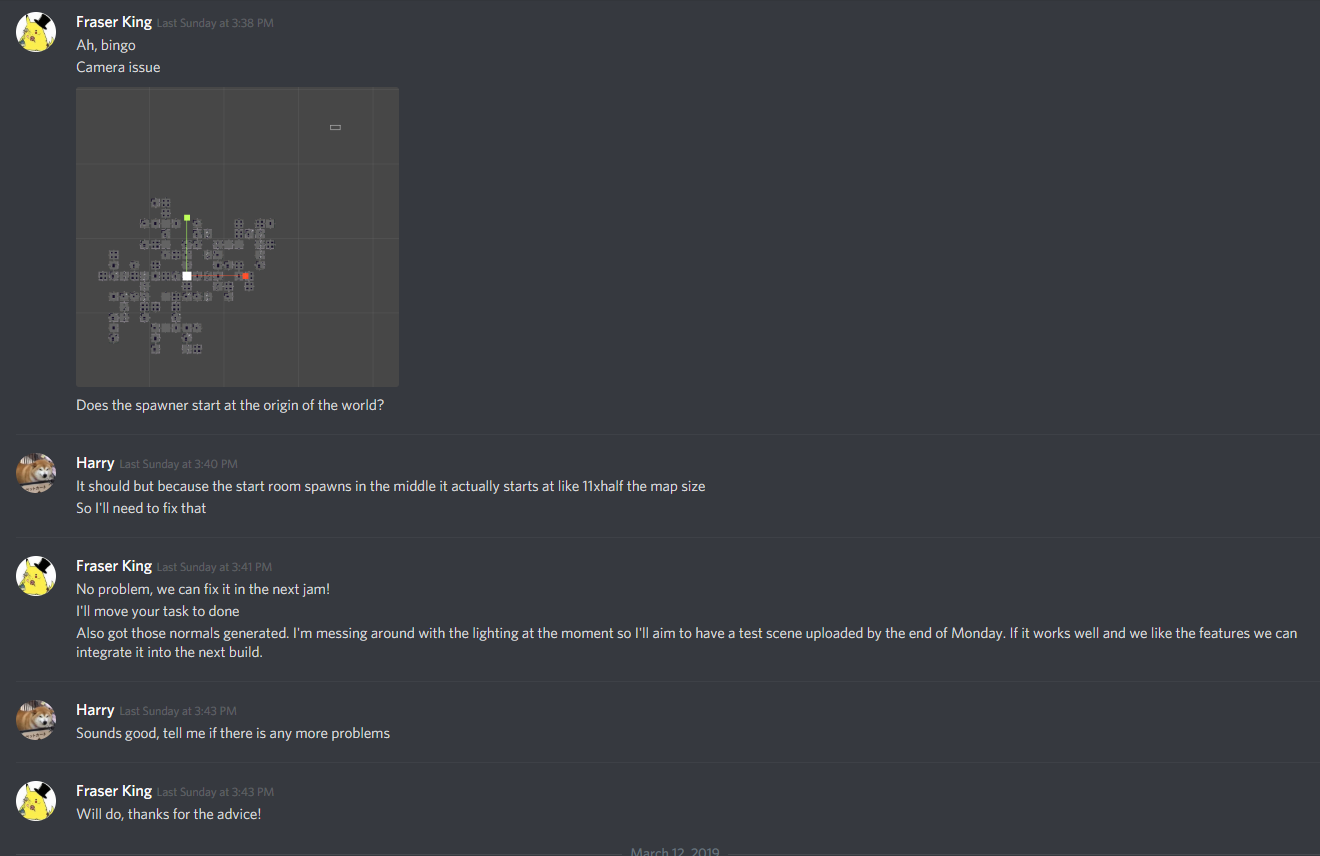 Fraser King Last Sunday at 3:38 PM
Ah, bingo
Camera issue
Does the spawner start at the origin of the world?
Harry Last Sunday at 3:40 PM
It should but because the start room spawns in the middle it actually starts at like 11xhalf the map size
So I'll need to fix that
Fraser King Last Sunday at 3:41 PM
No problem, we can fix it in the next jam!
I'll move your task to done
Also got those normals generated. I'm messing around with the lighting at the moment so I'll aim to have a test scene uploaded by the end of Monday. If it works well and we like the features we can
integrate it into the next build.
Harry Last Sunday at 3:43 PM
Sounds good, tell me if there is any more problems
Fraser King Last Sunday at 3:43 PM
Will do, thanks for the advice!
March 12, 2019